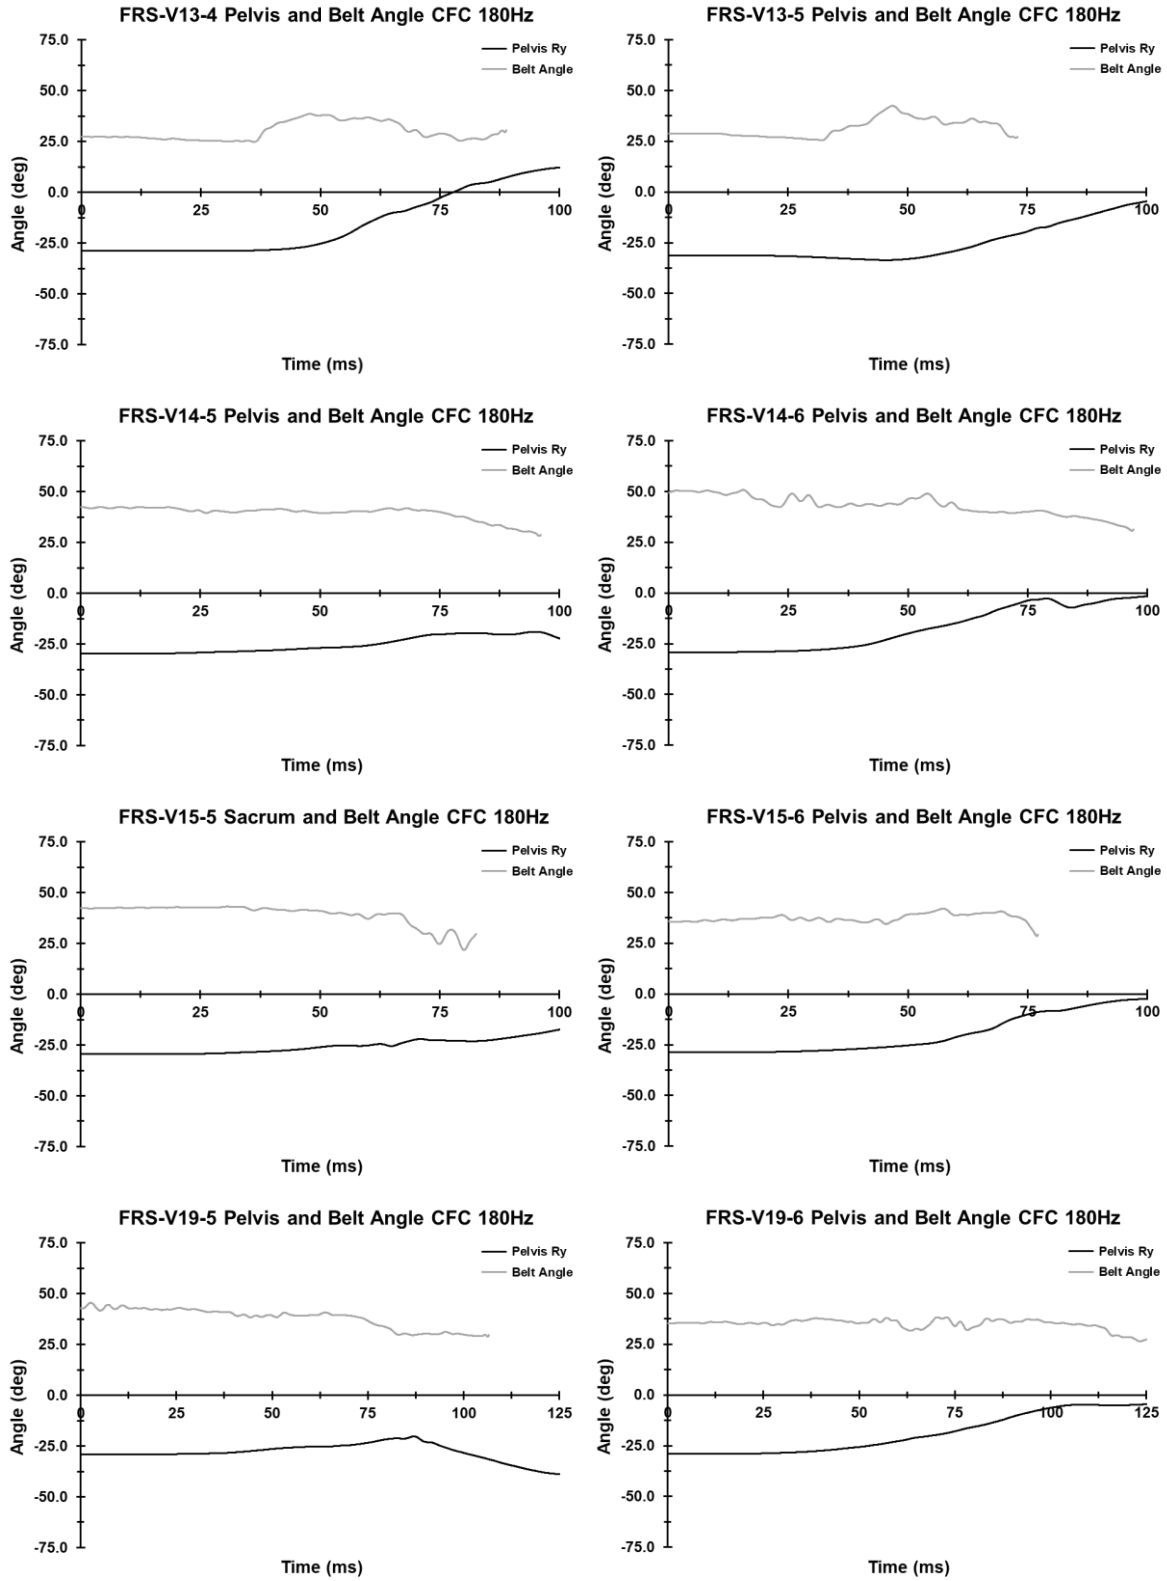 FRS-V13-4 Pelvis and Belt Angle CFC 180Hz
75.0
50.0
25.0
0.0
-25.0
-50.0
-75.0
Angle (deg)
0 25 50 75 100
Time (ms)
Pelvis Ry
Belt Angle
FRS-V13-5 Pelvis and Belt Angle CFC 180Hz
75.0
50.0
25.0
0.0
-25.0
-50.0
-75.0
Angle (deg)
0 25 50 75 100
Time (ms)
Pelvis Ry
Belt Angle
FRS-V14-5 Pelvis and Belt Angle CFC 180Hz
75.0
50.0
25.0
0.0
-25.0
-50.0
-75.0
Angle (deg)
0 25 50 75 100
Time (ms)
Pelvis Ry
Belt Angle
FRS-V14-6 Pelvis and Belt Angle CFC 180Hz
75.0
50.0
25.0
0.0
-25.0
-50.0
-75.0
Angle (deg)
0 25 50 75 100
Time (ms)
Pelvis Ry
Belt Angle
FRS-V15-5 Sacrum and Belt Angle CFC 180Hz
75.0
50.0
25.0
0.0
-25.0
-50.0
-75.0
Angle (deg)
0 25 50 75 100
Time (ms)
Pelvis Ry
Belt Angle
FRS-V15-6 Pelvis and Belt Angle CFC 180Hz
75.0
50.0
25.0
0.0
-25.0
-50.0
-75.0
Angle (deg)
0 25 50 75 100
Time (ms)
Pelvis Ry
Belt Angle
FRS-V19-5 Pelvis and Belt Angle CFC 180Hz
75.0
50.0
25.0
0.0
-25.0
-50.0
-75.0
Angle (deg)
0 25 50 75 100 125
Time (ms)
Pelvis Ry
Belt Angle
FRS-V19-6 Pelvis and Belt Angle CFC 180Hz
75.0
50.0
25.0
0.0
-25.0
-50.0
-75.0
Angle (deg)
0 25 50 75 100 125
Time (ms)
Pelvis Ry
Belt Angle